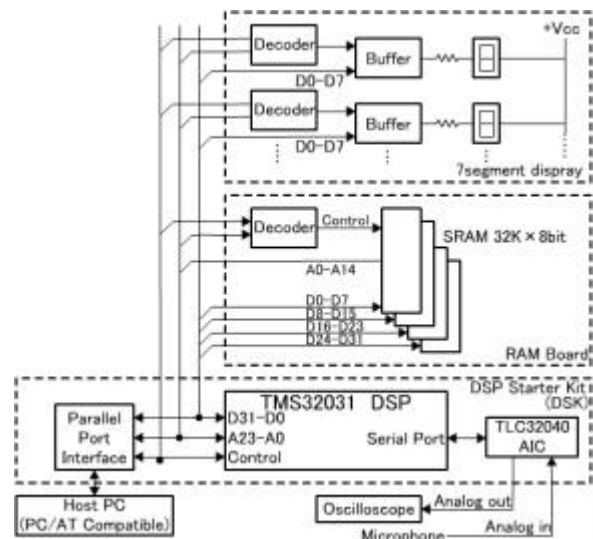 +Vcc
Decoder
Buffer
D0-D7
Decoder
Buffer
D0-D7
7segment dispray
Decoder
Control
SRAM 32K × 8bit
A0-A14
D0-D7
D8-D15
D16-D23
D24-D31
RAM Board
DSP Starter Kit
(DSK)
TMS32031 DSP
Parallel
Port
Interface
D31-D0
A23-A0
Control
Serial Port
TLC32040
AIC
Host PC
(PC/AT Compatible)
Oscilloscope
Analog out
Microphone
Analog in